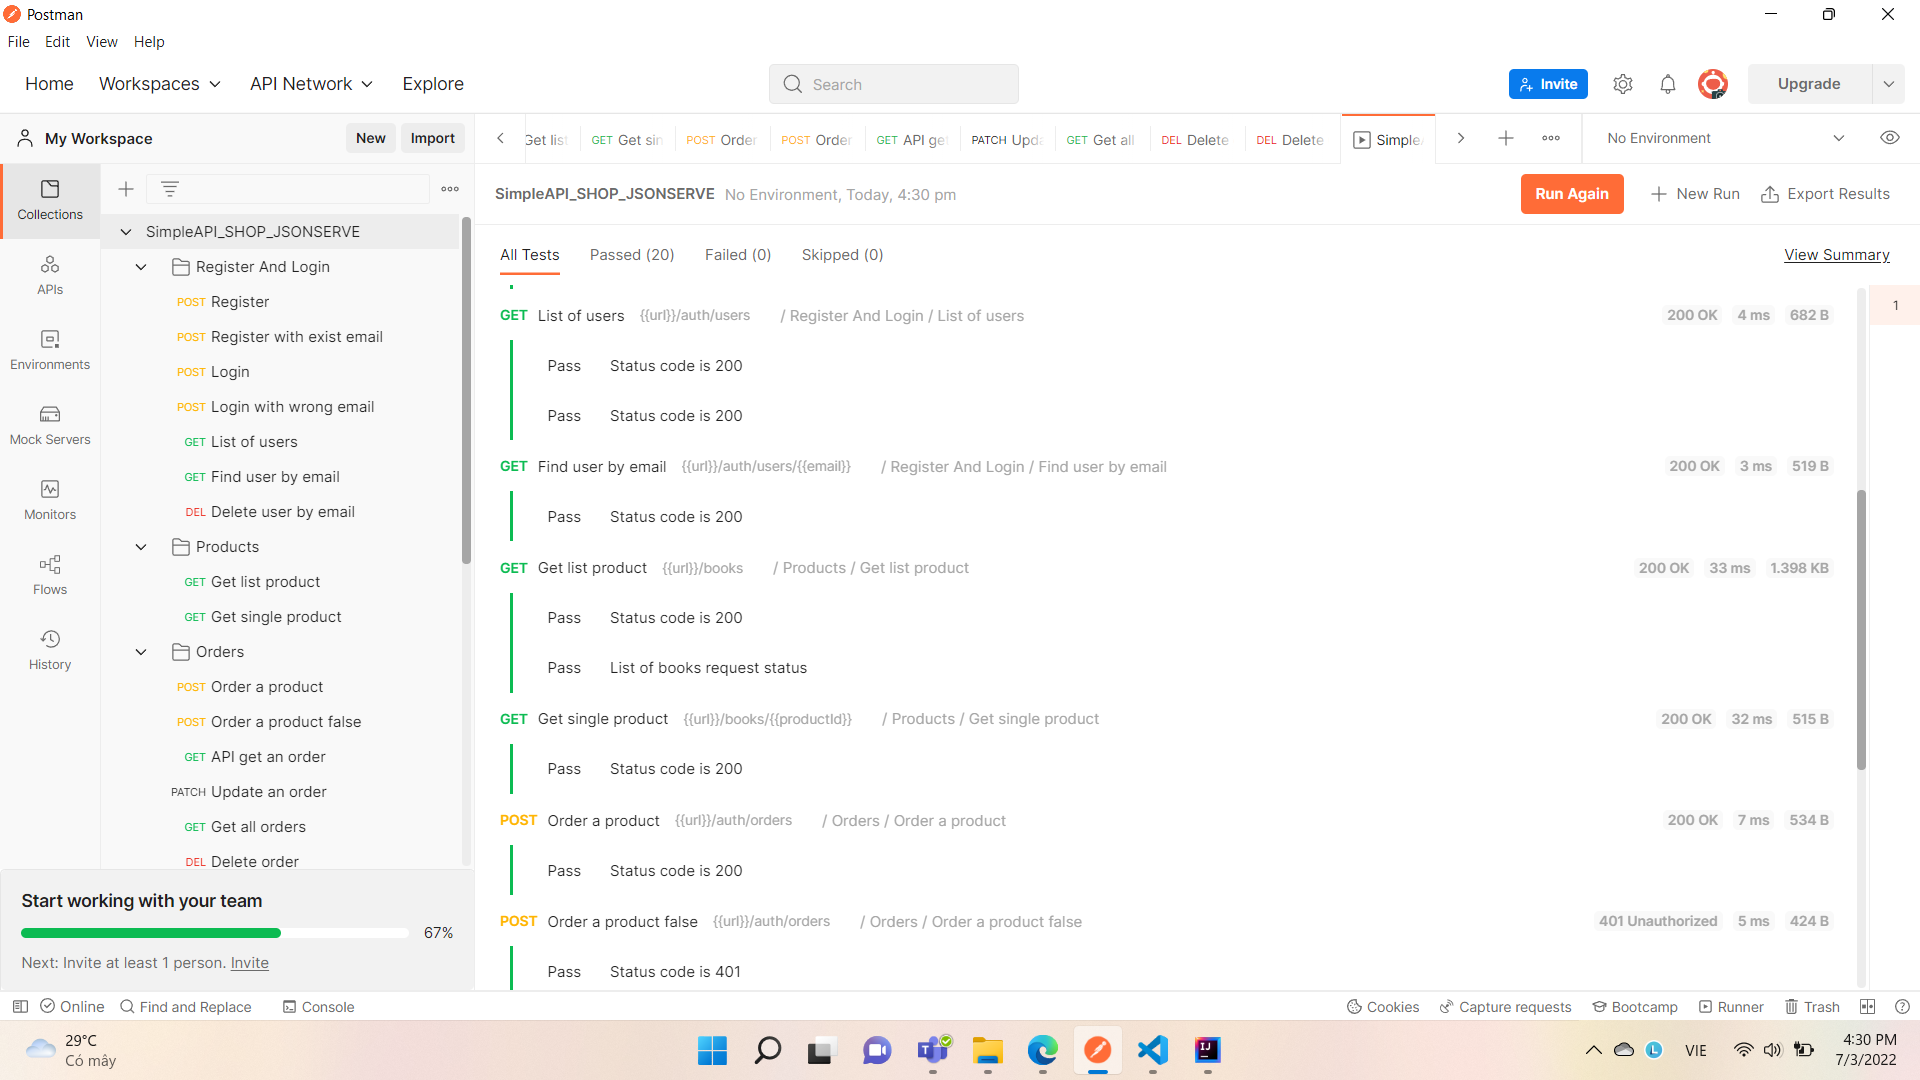 Postman
File Edit View Help
Home Workspaces API Network Explore
Search
Invite
Upgrade
My Workspace New Import
Get list
GET Get sin
POST Order
POST Order
GET API get
PATCH Upda
GET Get all
DEL Delete
DEL Delete
Simple
No Environment
Collections
APIs
Environments
Mock Servers
Monitors
Flows
History
SimpleAPI_SHOP_JSONSERVE
Register And Login
POST Register
POST Register with exist email
POST Login
POST Login with wrong email
GET List of users
GET Find user by email
DEL Delete user by email
Products
GET Get list product
GET Get single product
Orders
POST Order a product
POST Order a product false
GET API get an order
PATCH Update an order
GET Get all orders
DEL Delete order
Start working with your team
67%
Next: Invite at least 1 person. Invite
SimpleAPI_SHOP_JSONSERVE No Environment, Today, 4:30 pm
Run Again New Run Export Results
All Tests Passed (20) Failed (0) Skipped (0) View Summary
1
GET List of users {{url}}/auth/users / Register And Login / List of users 200 OK 4 ms 682 B
Pass Status code is 200
Pass Status code is 200
GET Find user by email {{url}}/auth/users/{{email}} / Register And Login / Find user by email 200 OK 3 ms 519 B
Pass Status code is 200
GET Get list product {{url}}/books / Products / Get list product 200 OK 33 ms 1.398 KB
Pass Status code is 200
Pass List of books request status
GET Get single product {{url}}/books/{{productId}} / Products / Get single product 200 OK 32 ms 515 B
Pass Status code is 200
POST Order a product {{url}}/auth/orders / Orders / Order a product 200 OK 7 ms 534 B
Pass Status code is 200
POST Order a product false {{url}}/auth/orders / Orders / Order a product false 401 Unauthorized 5 ms 424 B
Pass Status code is 401
Online Find and Replace Console
Cookies Capture requests Bootcamp Runner Trash
29°C
Có mây
L
VIE
4:30 PM
7/3/2022